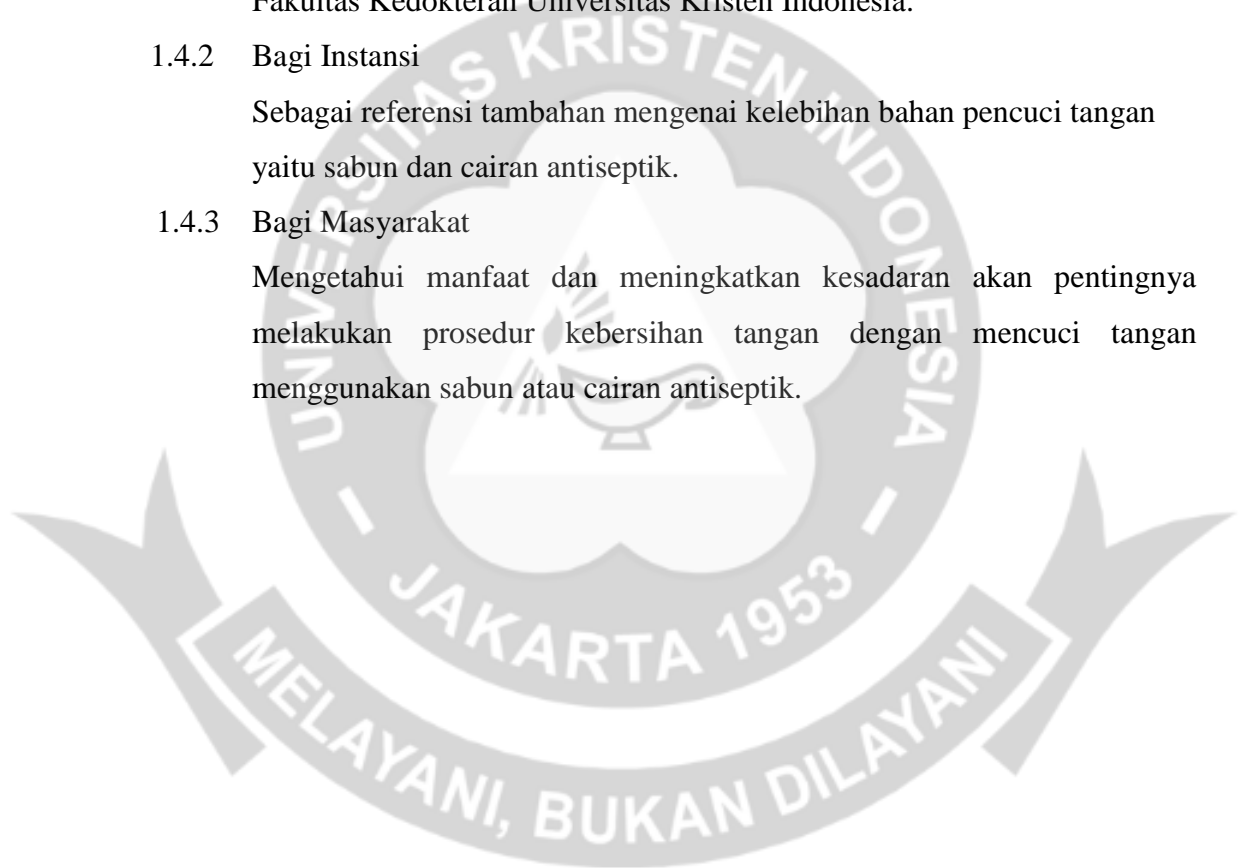 Fakultas Kedokteran Universitas Kristen Indonesia.
1.4.2 Bagi Instansi
Sebagai referensi tambahan mengenai kelebihan bahan pencuci tangan
yaitu sabun dan cairan antiseptik.
1.4.3 Bagi Masyarakat
Mengetahui manfaat dan meningkatkan kesadaran akan pentingnya
melakukan prosedur kebersihan tangan dengan mencuci tangan
menggunakan sabun atau cairan antiseptik.
UNIVERSITAS KRISTEN INDONESIA
- JAKARTA 1953 -
MELAYANI, BUKAN DILAYANI